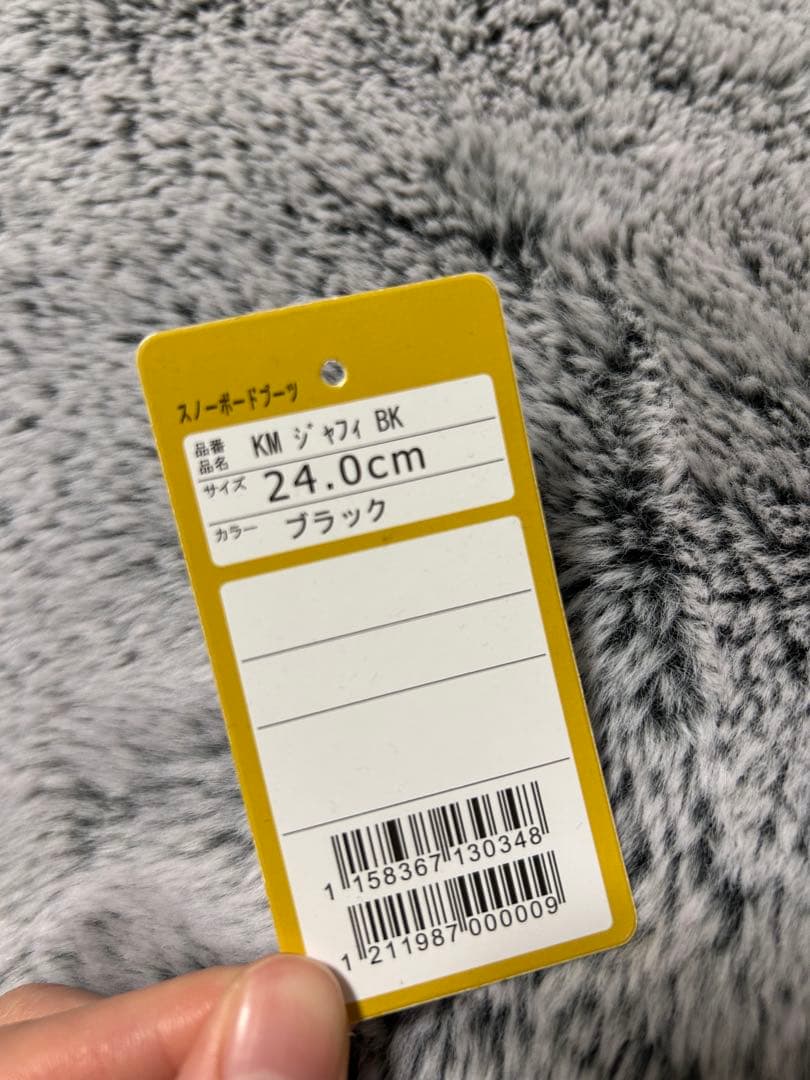 スノーボードブーツ
品番 品名 KM ジャフィ BK
サイズ 24.0cm
カラー ブラック
1 158367 130348
1 211987 000009